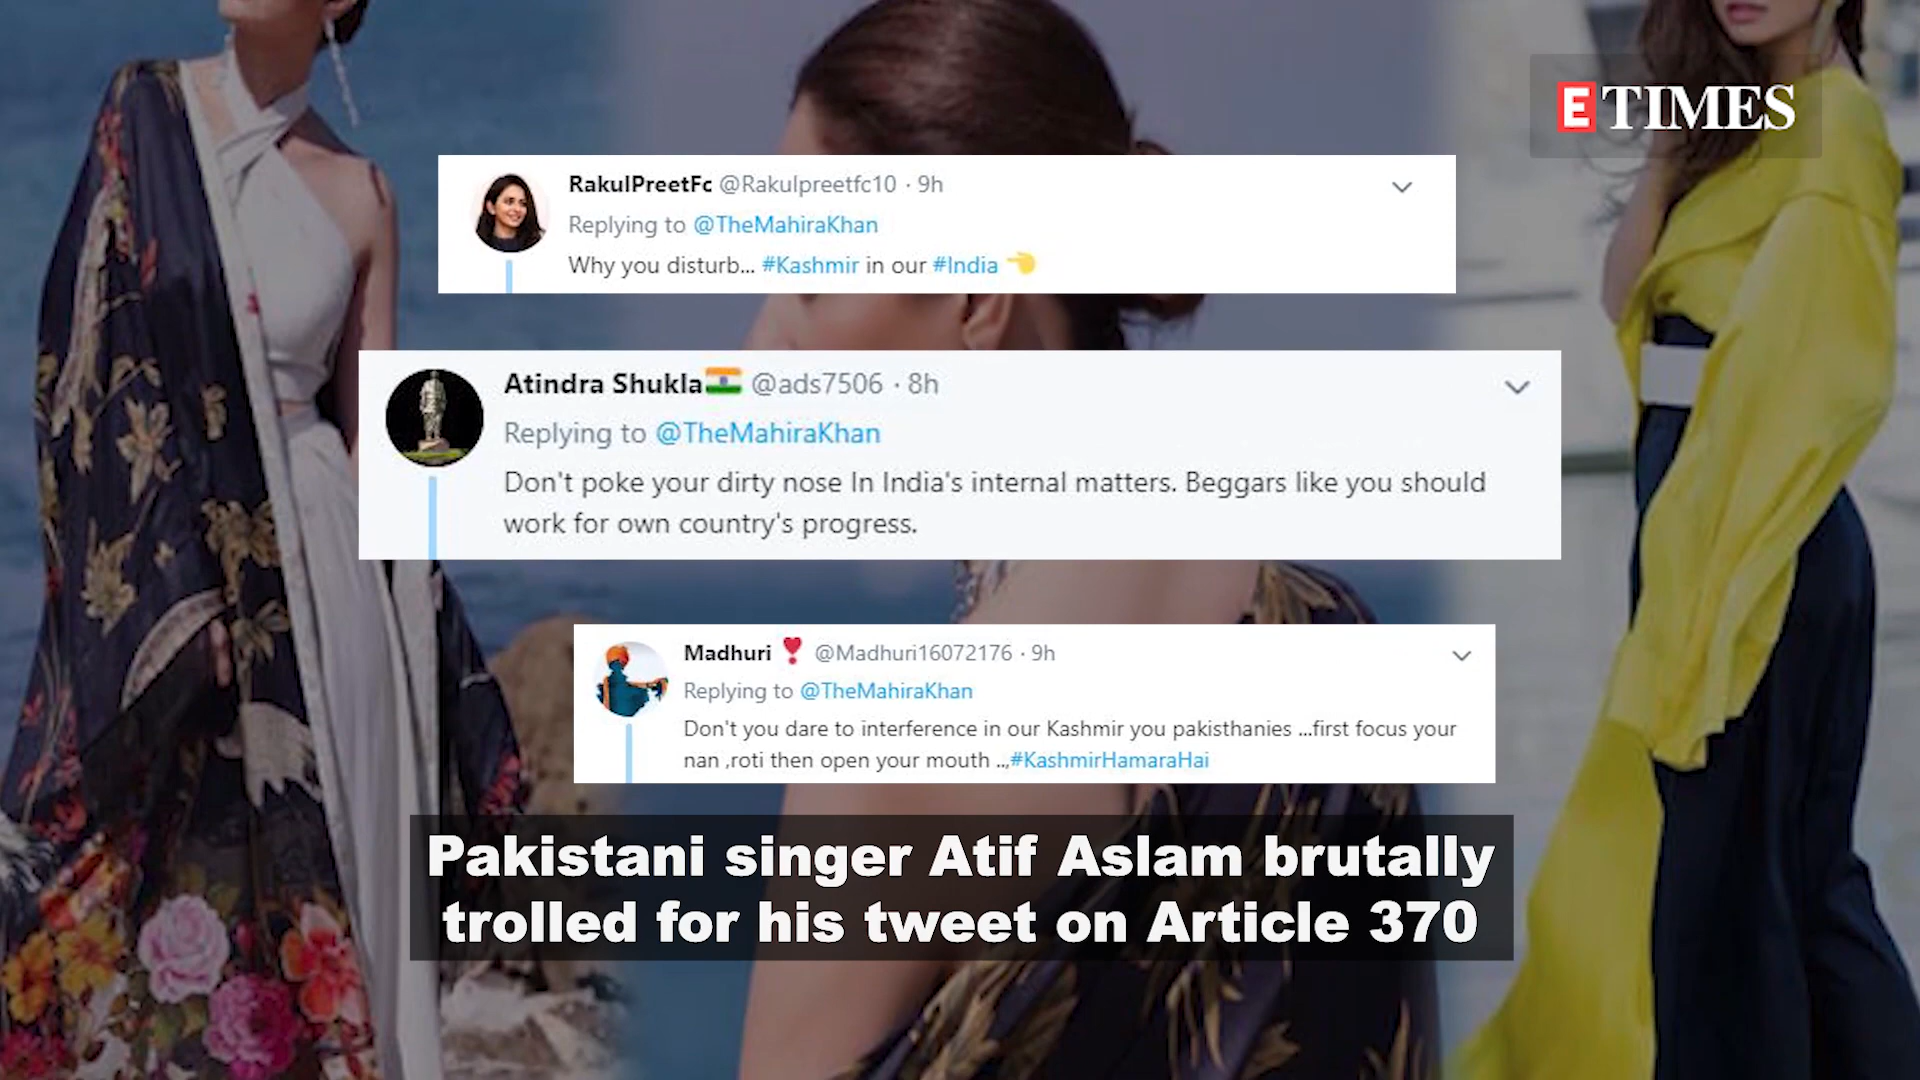 ETIMES
RakulPreetFc @Rakulpreetfc10 · 9h
Replying to @TheMahiraKhan
Why you disturb... #Kashmir in our #India 👈
Atindra Shukla🇮🇳 @ads7506 · 8h
Replying to @TheMahiraKhan
Don't poke your dirty nose In India's internal matters. Beggars like you should
work for own country's progress.
Madhuri ❣️ @Madhuri16072176 · 9h
Replying to @TheMahiraKhan
Don't you dare to interference in our Kashmir you pakisthanies ...first focus your
nan ,roti then open your mouth ..,#KashmirHamaraHai
Pakistani singer Atif Aslam brutally
trolled for his tweet on Article 370